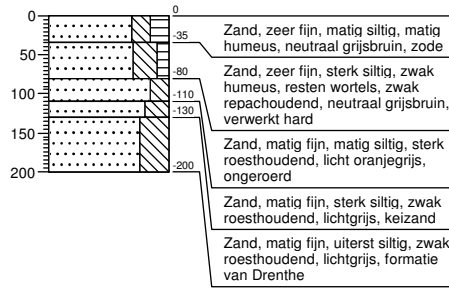 0
50
100
150
200
0
-35
-80
-110
-130
-200
Zand, zeer fijn, matig siltig, matig
humeus, neutraal grijsbruin, zode
Zand, zeer fijn, sterk siltig, zwak
humeus, resten wortels, zwak
repachoudend, neutraal grijsbruin,
verwerkt hard
Zand, matig fijn, matig siltig, sterk
roesthoudend, licht oranjegrijs,
ongeroerd
Zand, matig fijn, sterk siltig, zwak
roesthoudend, lichtgrijs, keizand
Zand, matig fijn, uiterst siltig, zwak
roesthoudend, lichtgrijs, formatie
van Drenthe